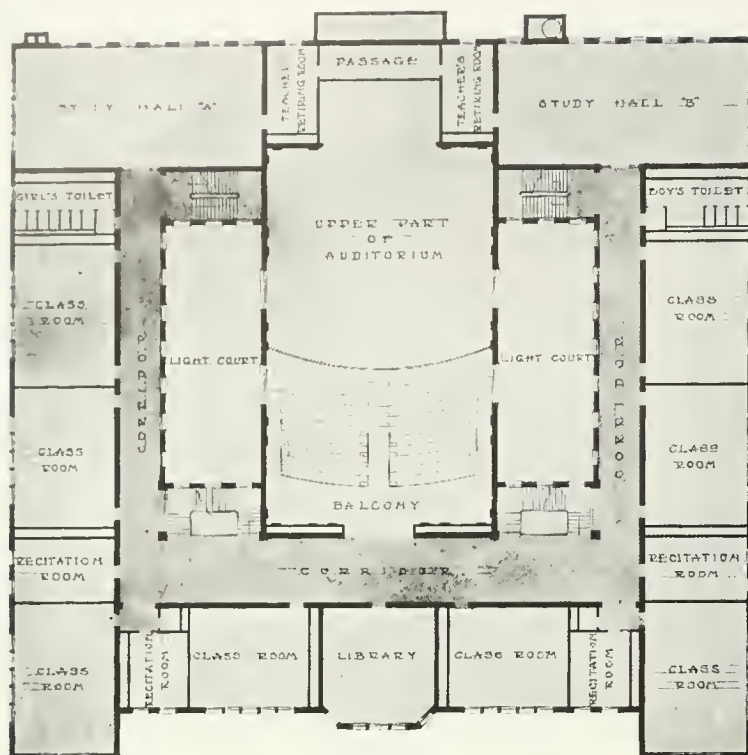 PASSAGE
TEACHER
RETIRING ROOM
TEACHER'S
RETIRING ROOM
STUDY HALL "A"
STUDY HALL "B"
GIRL'S TOILET
BOY'S TOILET
UPPER PART
OF
AUDITORIUM
CLASS
ROOM
CLASS
ROOM
LIGHT COURT
LIGHT COURT
CORRIDOR
CORRIDOR
CLASS
ROOM
CLASS
ROOM
BALCONY
RECITATION
ROOM
RECITATION
ROOM
CORRIDOR
CLASS
ROOM
RECITATION
ROOM
CLASS ROOM
LIBRARY
CLASS ROOM
RECITATION
ROOM
CLASS
ROOM